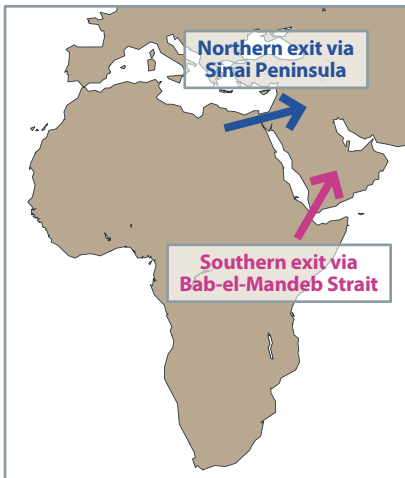 Northern exit via
Sinai Peninsula
Southern exit via
Bab-el-Mandeb Strait